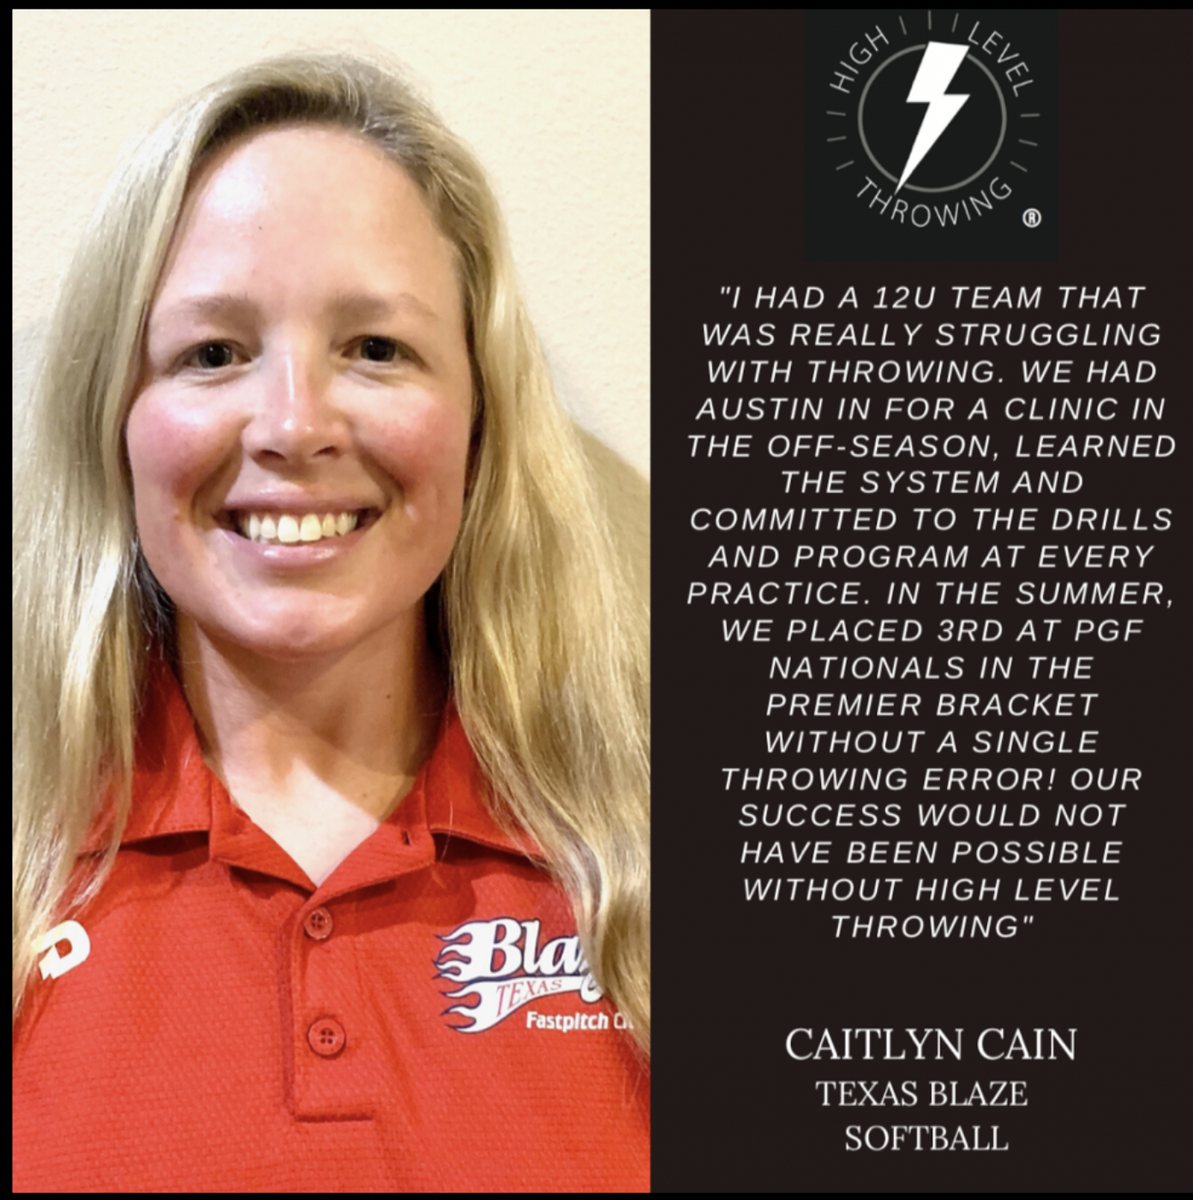 HIGH LEVEL
THROWING
®
"I HAD A 12U TEAM THAT
WAS REALLY STRUGGLING
WITH THROWING. WE HAD
AUSTIN IN FOR A CLINIC IN
THE OFF-SEASON, LEARNED
THE SYSTEM AND
COMMITTED TO THE DRILLS
AND PROGRAM AT EVERY
PRACTICE. IN THE SUMMER,
WE PLACED 3RD AT PGF
NATIONALS IN THE
PREMIER BRACKET
WITHOUT A SINGLE
THROWING ERROR! OUR
SUCCESS WOULD NOT
HAVE BEEN POSSIBLE
WITHOUT HIGH LEVEL
THROWING"
CAITLYN CAIN
TEXAS BLAZE
SOFTBALL
TEXAS
Fastpitch